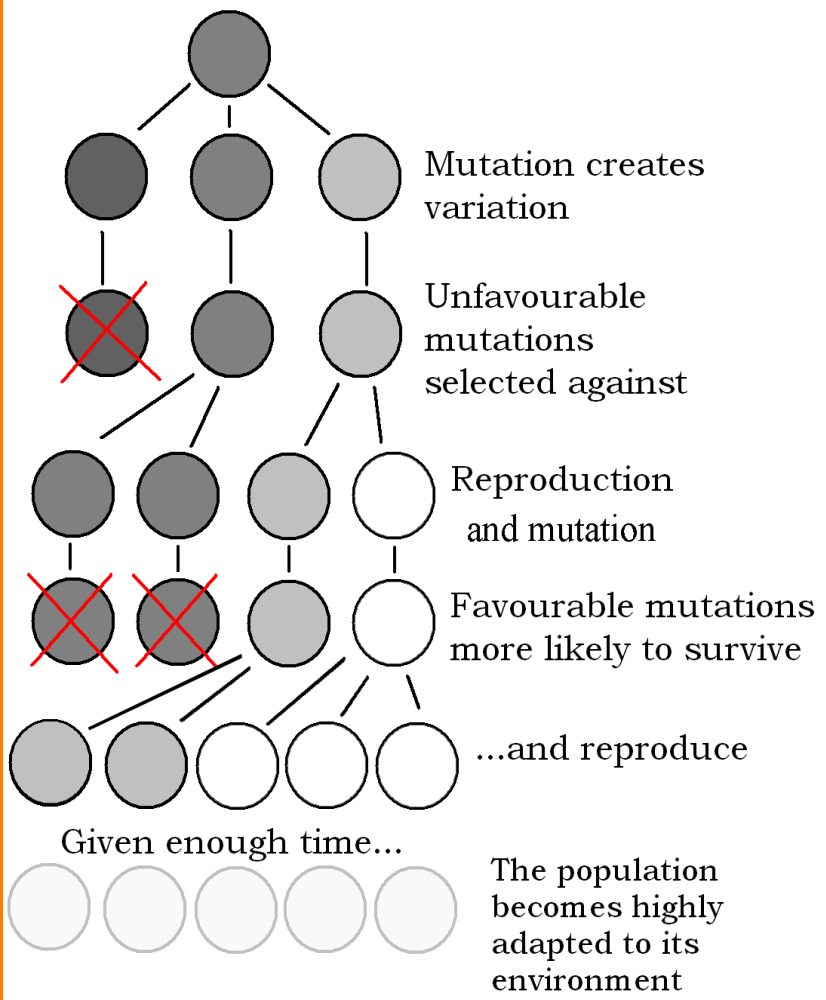 Mutation creates
variation
Unfavourable
mutations
selected against
Reproduction
and mutation
Favourable mutations
more likely to survive
...and reproduce
Given enough time...
The population
becomes highly
adapted to its
environment